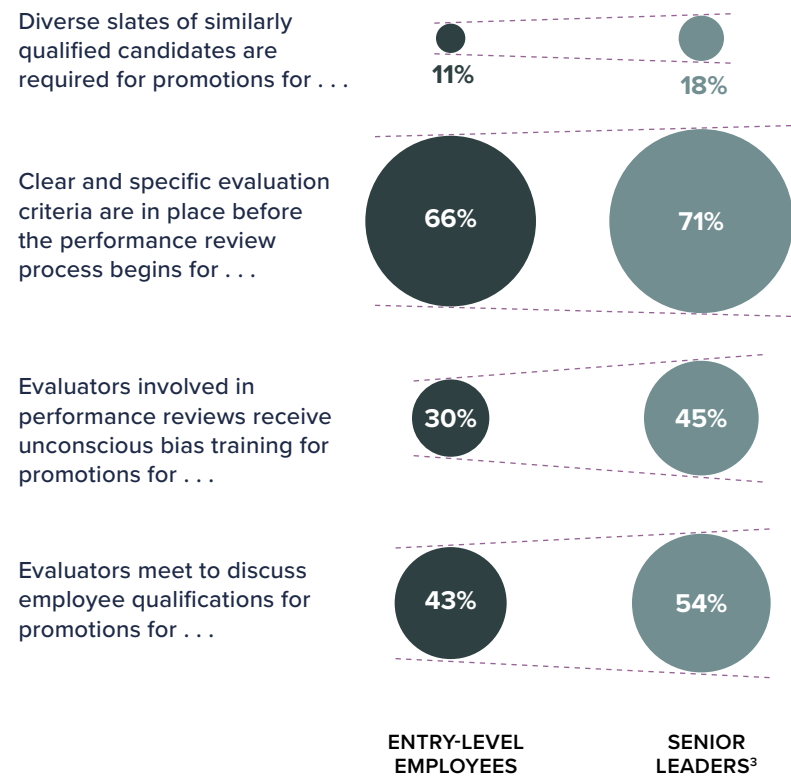 Diverse slates of similarly
qualified candidates are
required for promotions for . . .
11%
18%
Clear and specific evaluation
criteria are in place before
the performance review
process begins for . . .
66%
71%
Evaluators involved in
performance reviews receive
unconscious bias training for
promotions for . . .
30%
45%
Evaluators meet to discuss
employee qualifications for
promotions for . . .
43%
54%
ENTRY-LEVEL
EMPLOYEES
SENIOR
LEADERS³